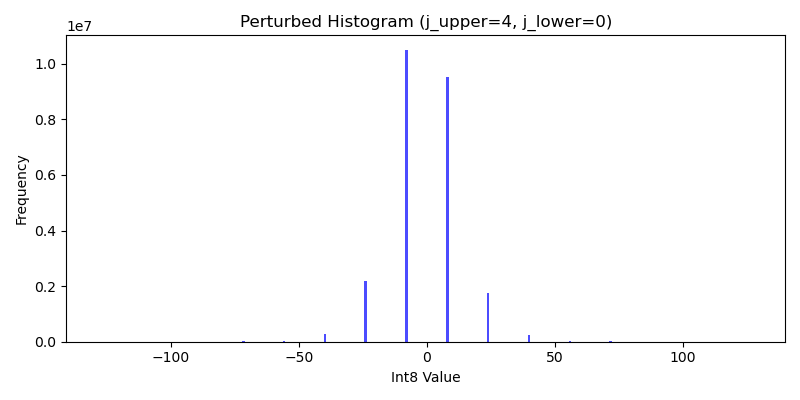 Perturbed Histogram (j_upper=4, j_lower=0)
1e7
1.0
0.8
0.6
0.4
0.2
0.0
Frequency
−100
−50
0
50
100
Int8 Value